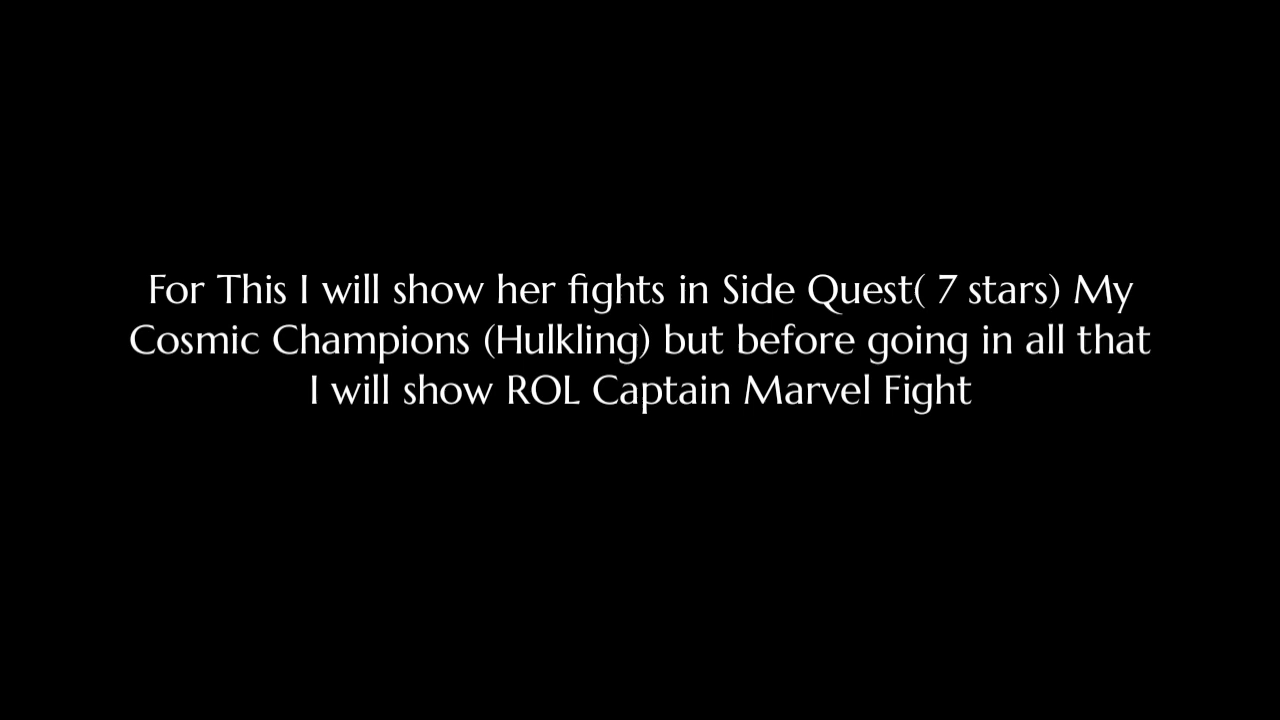 For This I will show her fights in Side Quest( 7 stars) My
Cosmic Champions (Hulkling) but before going in all that
I will show ROL Captain Marvel Fight